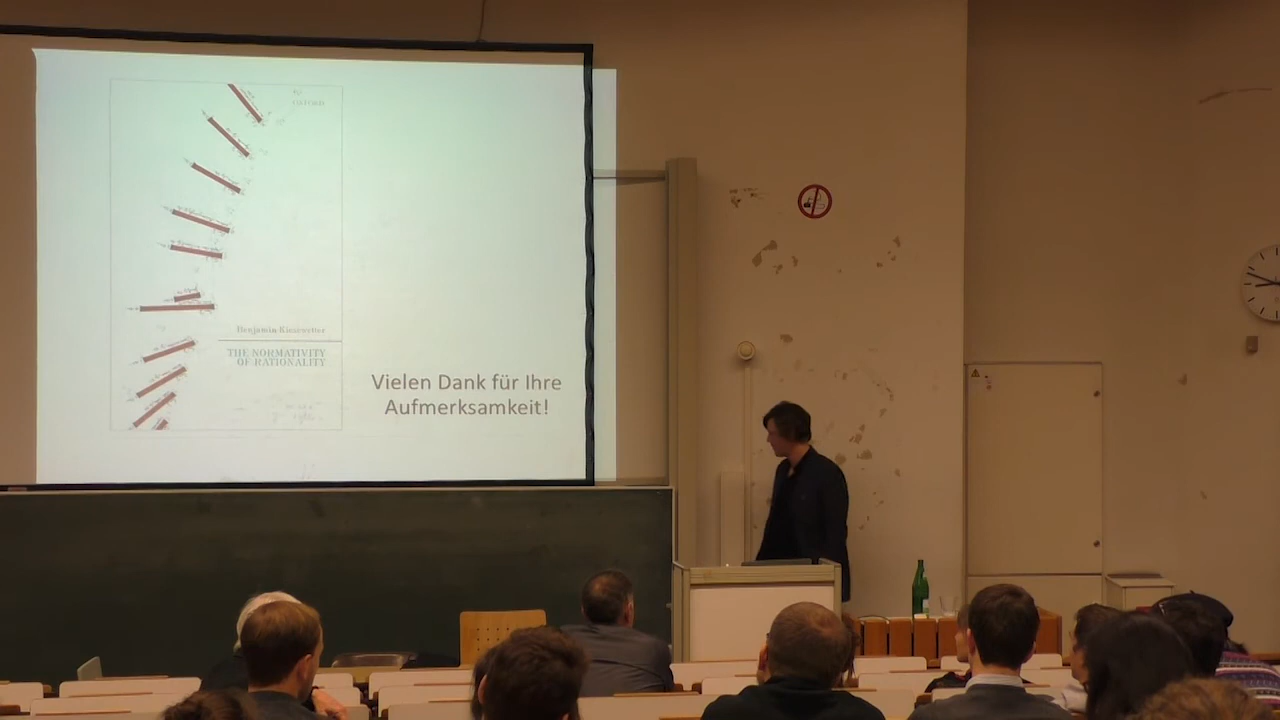 OXFORD
Benjamin Kiesewetter
THE NORMATIVITY
OF RATIONALITY
Vielen Dank für Ihre
Aufmerksamkeit!